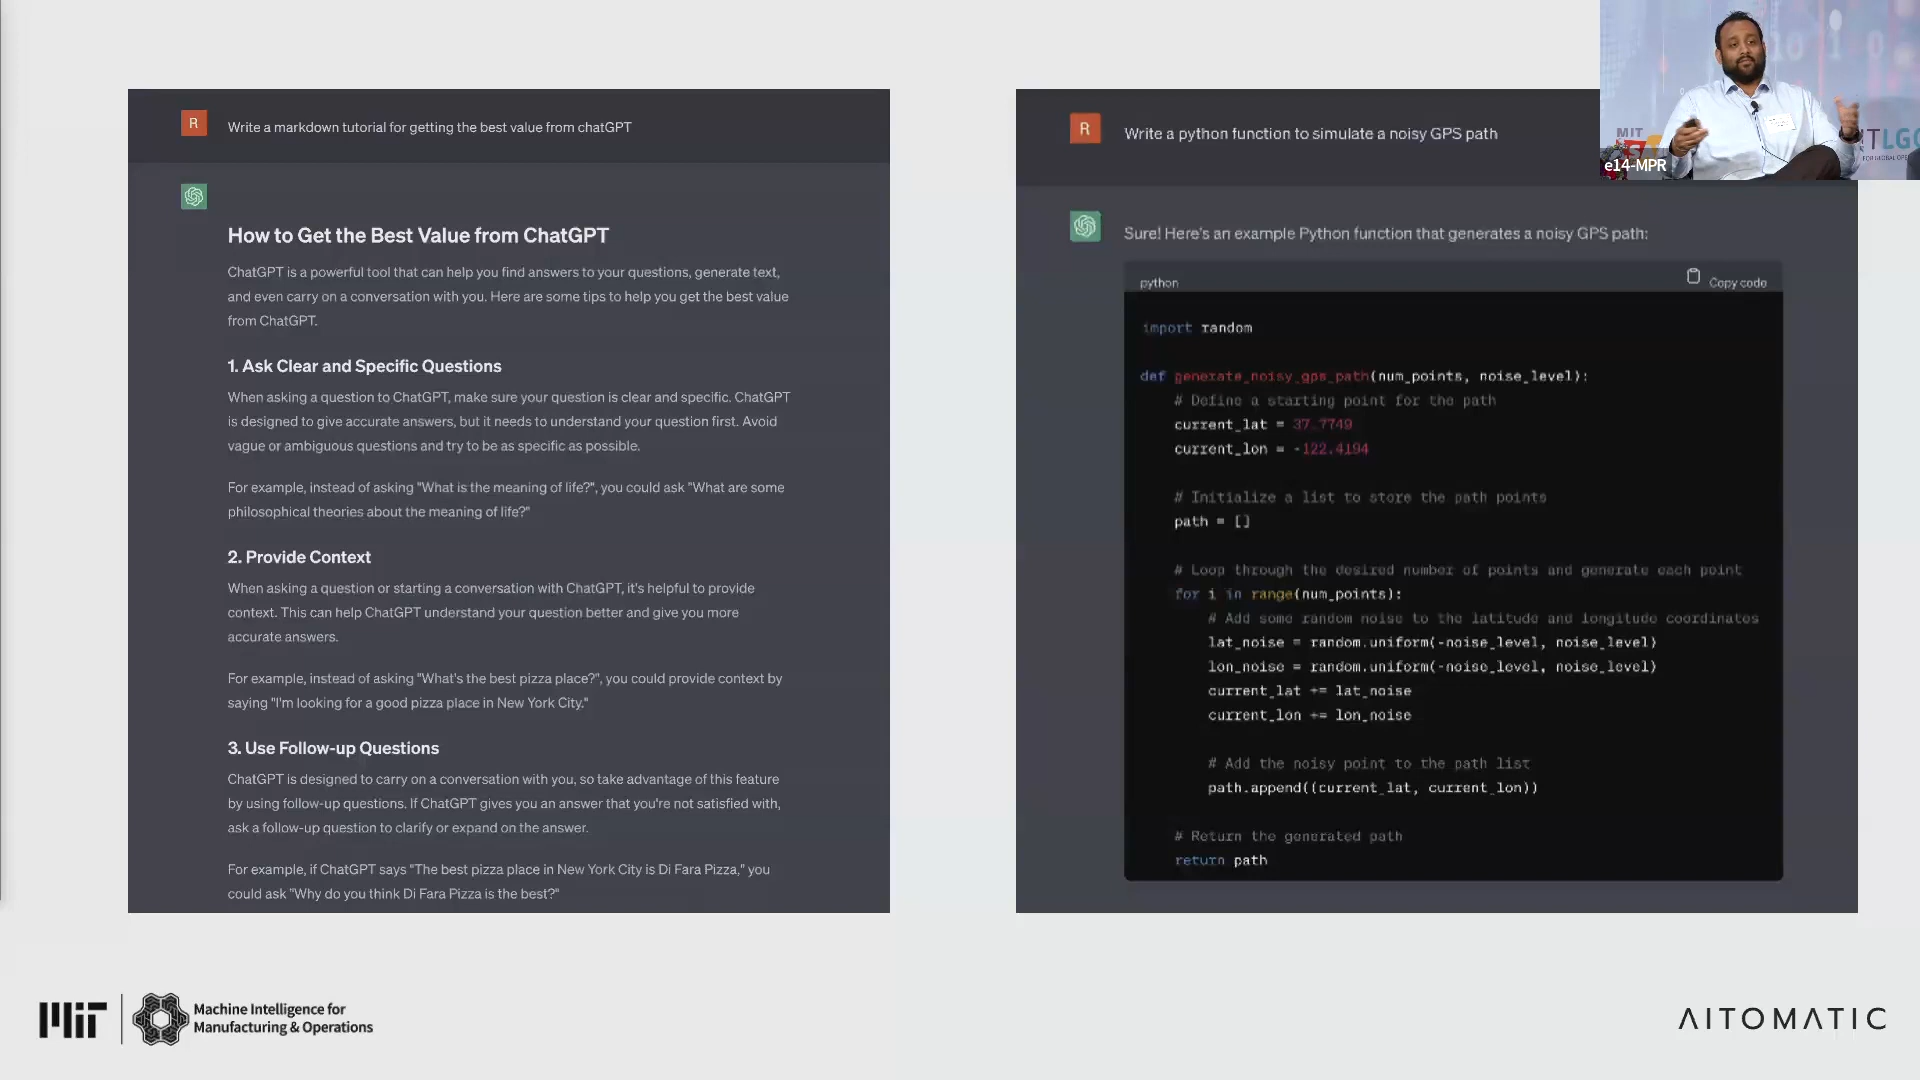 R
Write a markdown tutorial for getting the best value from chatGPT
How to Get the Best Value from ChatGPT
ChatGPT is a powerful tool that can help you find answers to your questions, generate text,
and even carry on a conversation with you. Here are some tips to help you get the best value
from ChatGPT.
1. Ask Clear and Specific Questions
When asking a question to ChatGPT, make sure your question is clear and specific. ChatGPT
is designed to give accurate answers, but it needs to understand your question first. Avoid
vague or ambiguous questions and try to be as specific as possible.
For example, instead of asking "What is the meaning of life?", you could ask "What are some
philosophical theories about the meaning of life?"
2. Provide Context
When asking a question or starting a conversation with ChatGPT, it's helpful to provide
context. This can help ChatGPT understand your question better and give you more
accurate answers.
For example, instead of asking "What's the best pizza place?", you could provide context by
saying "I'm looking for a good pizza place in New York City."
3. Use Follow-up Questions
ChatGPT is designed to carry on a conversation with you, so take advantage of this feature
by using follow-up questions. If ChatGPT gives you an answer that you're not satisfied with,
ask a follow-up question to clarify or expand on the answer.
For example, if ChatGPT says "The best pizza place in New York City is Di Fara Pizza," you
could ask "Why do you think Di Fara Pizza is the best?"
R
Write a python function to simulate a noisy GPS path
Sure! Here's an example Python function that generates a noisy GPS path:
python
Copy code
import random
def generate_noisy_gps_path(num_points, noise_level):
# Define a starting point for the path
current_lat = 37.7749
current_lon = -122.4194
# Initialize a list to store the path points
path = []
# Loop through the desired number of points and generate each point
for i in range(num_points):
# Add some random noise to the latitude and longitude coordinates
lat_noise = random.uniform(-noise_level, noise_level)
lon_noise = random.uniform(-noise_level, noise_level)
current_lat += lat_noise
current_lon += lon_noise
# Add the noisy point to the path list
path.append((current_lat, current_lon))
# Return the generated path
return path
MIT
e14-MPR
MIT
Machine Intelligence for
Manufacturing & Operations
AITOMATIC